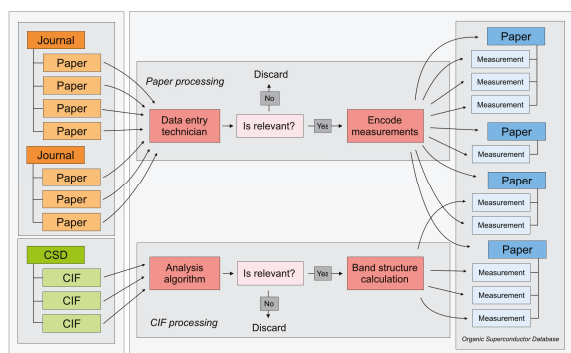 Journal
Paper
Paper
Paper
Paper
Journal
Paper
Paper
Paper
CSD
CIF
CIF
CIF
Paper processing
Discard
No
Data entry
technician
Is relevant?
Yes
Encode
measurements
Analysis
algorithm
Is relevant?
Yes
Band structure
calculation
No
Discard
CIF processing
Paper
Measurement
Measurement
Measurement
Paper
Measurement
Paper
Measurement
Measurement
Paper
Measurement
Measurement
Measurement
Organic Superconductor Database